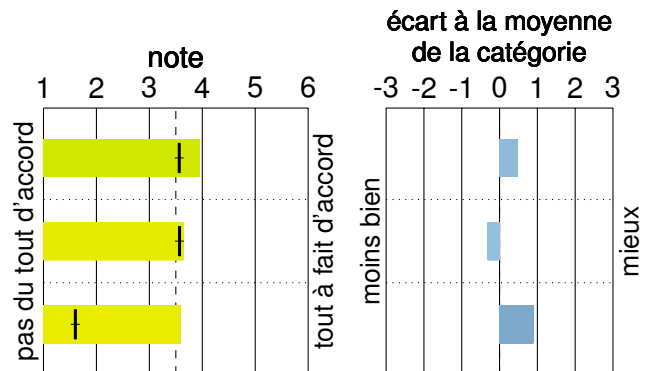 note
1 2 3 4 5 6
pas du tout d'accord
tout à fait d'accord
écart à la moyenne
de la catégorie
-3 -2 -1 0 1 2 3
moins bien
mieux